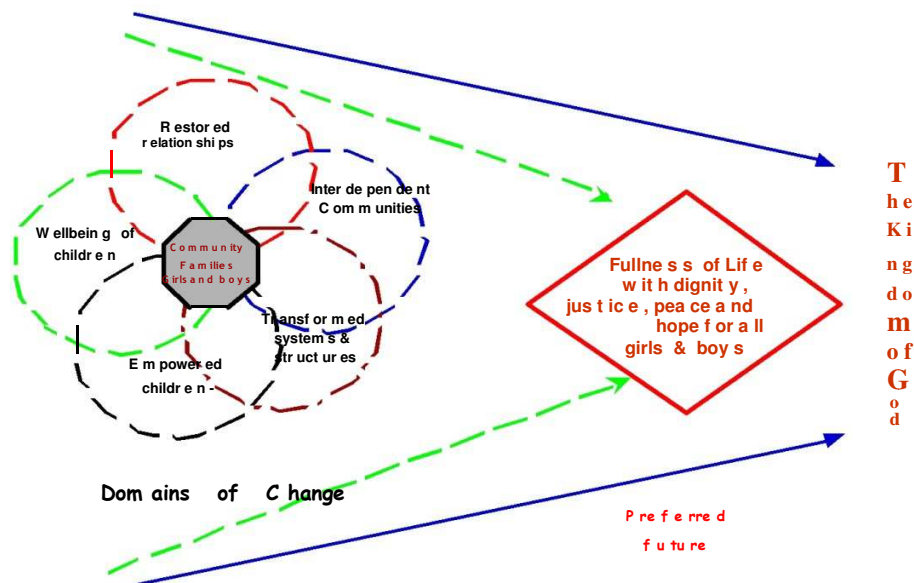 Restored
relationships
Interdependent
Communities
Wellbeing of
children
Community
Families
Girls and boys
Transformed
systems &
structures
Empowered
children -
Domains of Change
Fullness of Life
with dignity,
justice, peace and
hope for all
girls & boys
Preferred
future
T
he
Ki
ng
do
m
of
G
o
d